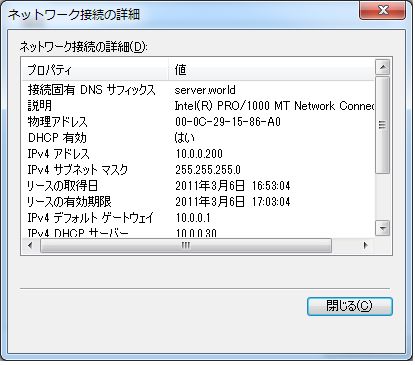 ネットワーク接続の詳細
ネットワーク接続の詳細(D):
プロパティ 値
接続固有 DNS サフィックス server.world
説明 Intel(R) PRO/1000 MT Network Connec
物理アドレス 00-0C-29-15-86-A0
DHCP 有効 はい
IPv4 アドレス 10.0.0.200
IPv4 サブネット マスク 255.255.255.0
リースの取得日 2011年3月6日 16:53:04
リースの有効期限 2011年3月6日 17:03:04
IPv4 デフォルト ゲートウェイ 10.0.0.1
IPv4 DHCP サーバー 10.0.0.30
閉じる(C)